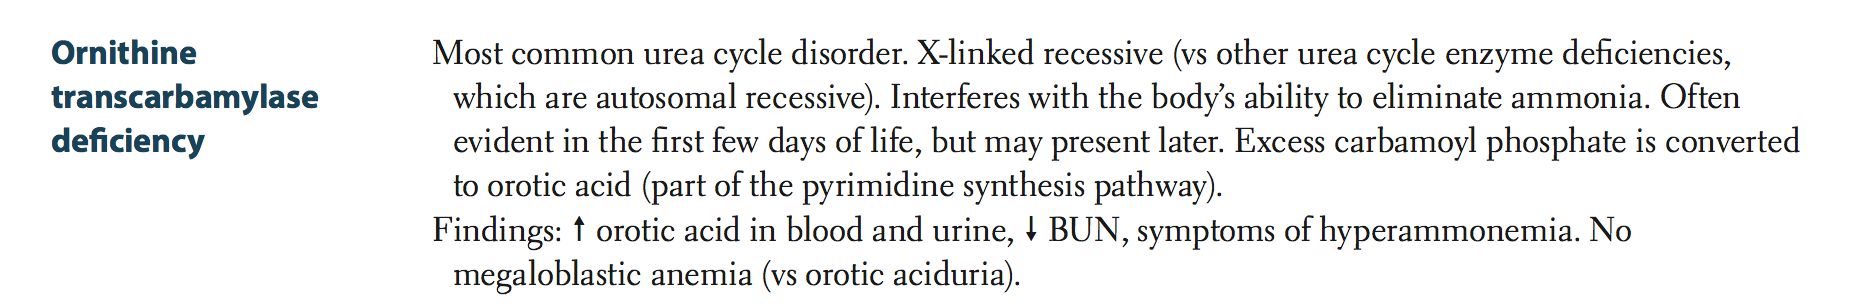 Ornithine
transcarbamylase
deficiency
Most common urea cycle disorder. X-linked recessive (vs other urea cycle enzyme deficiencies,
which are autosomal recessive). Interferes with the body’s ability to eliminate ammonia. Often
evident in the first few days of life, but may present later. Excess carbamoyl phosphate is converted
to orotic acid (part of the pyrimidine synthesis pathway).
Findings: ↑ orotic acid in blood and urine, ↓ BUN, symptoms of hyperammonemia. No
megaloblastic anemia (vs orotic aciduria).